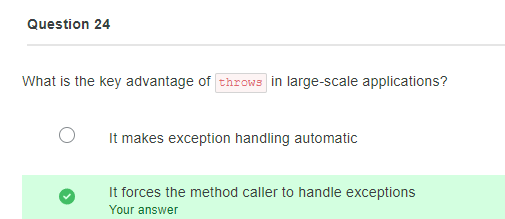 Question 24
What is the key advantage of throws in large-scale applications?
It makes exception handling automatic
It forces the method caller to handle exceptions
Your answer